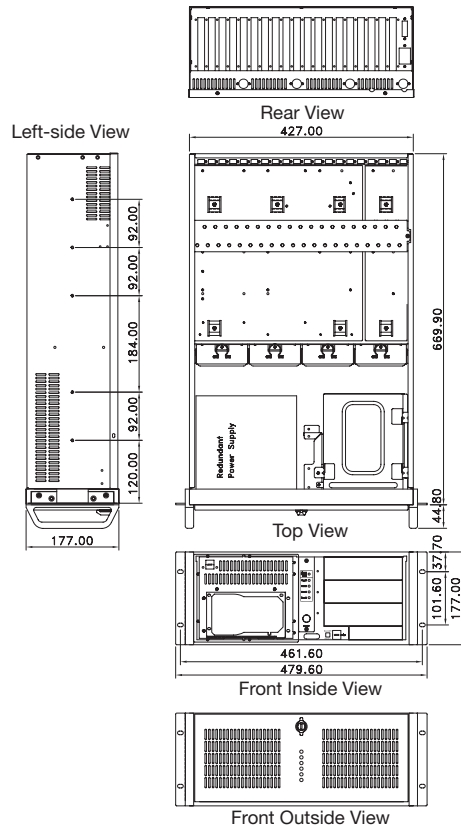 Rear View
Left-side View
427.00
92.00
92.00
184.00
92.00
120.00
669.90
Redundant
Power Supply
44.80
177.00
Top View
37.70
101.60
177.00
461.60
479.60
Front Inside View
Front Outside View